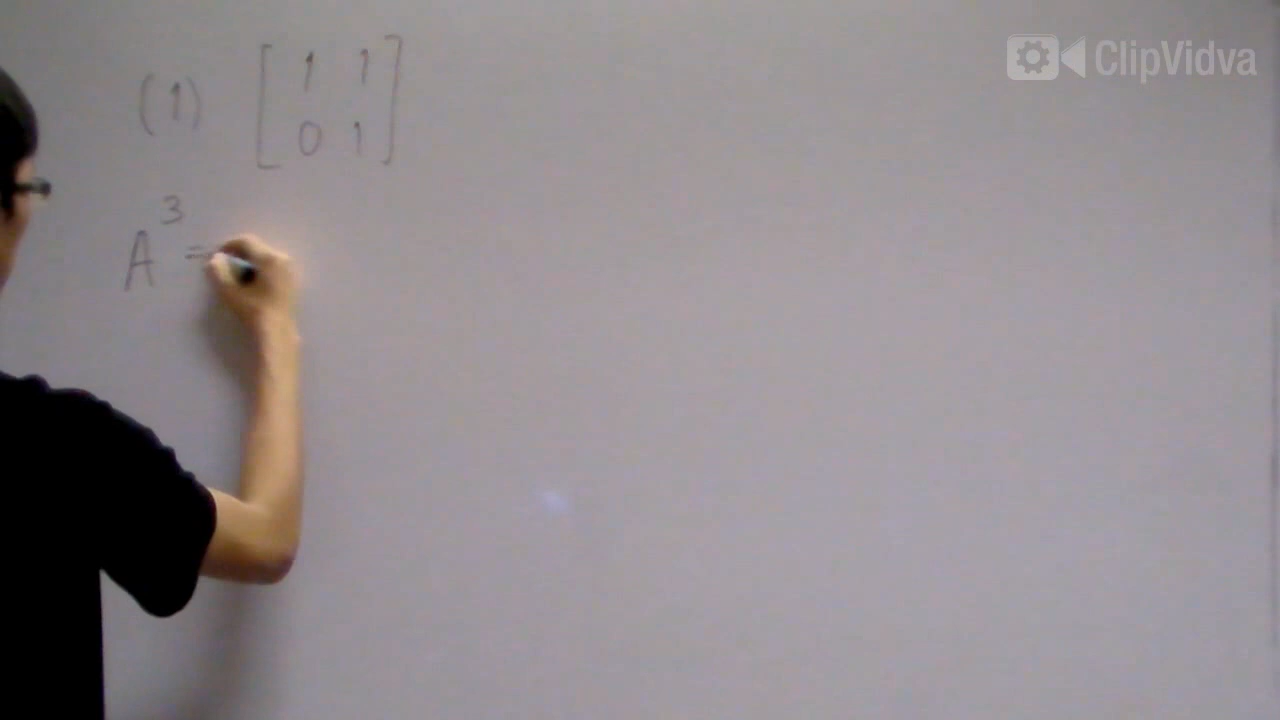 ClipVidva
(1) [1 1
0 1]
A³ =